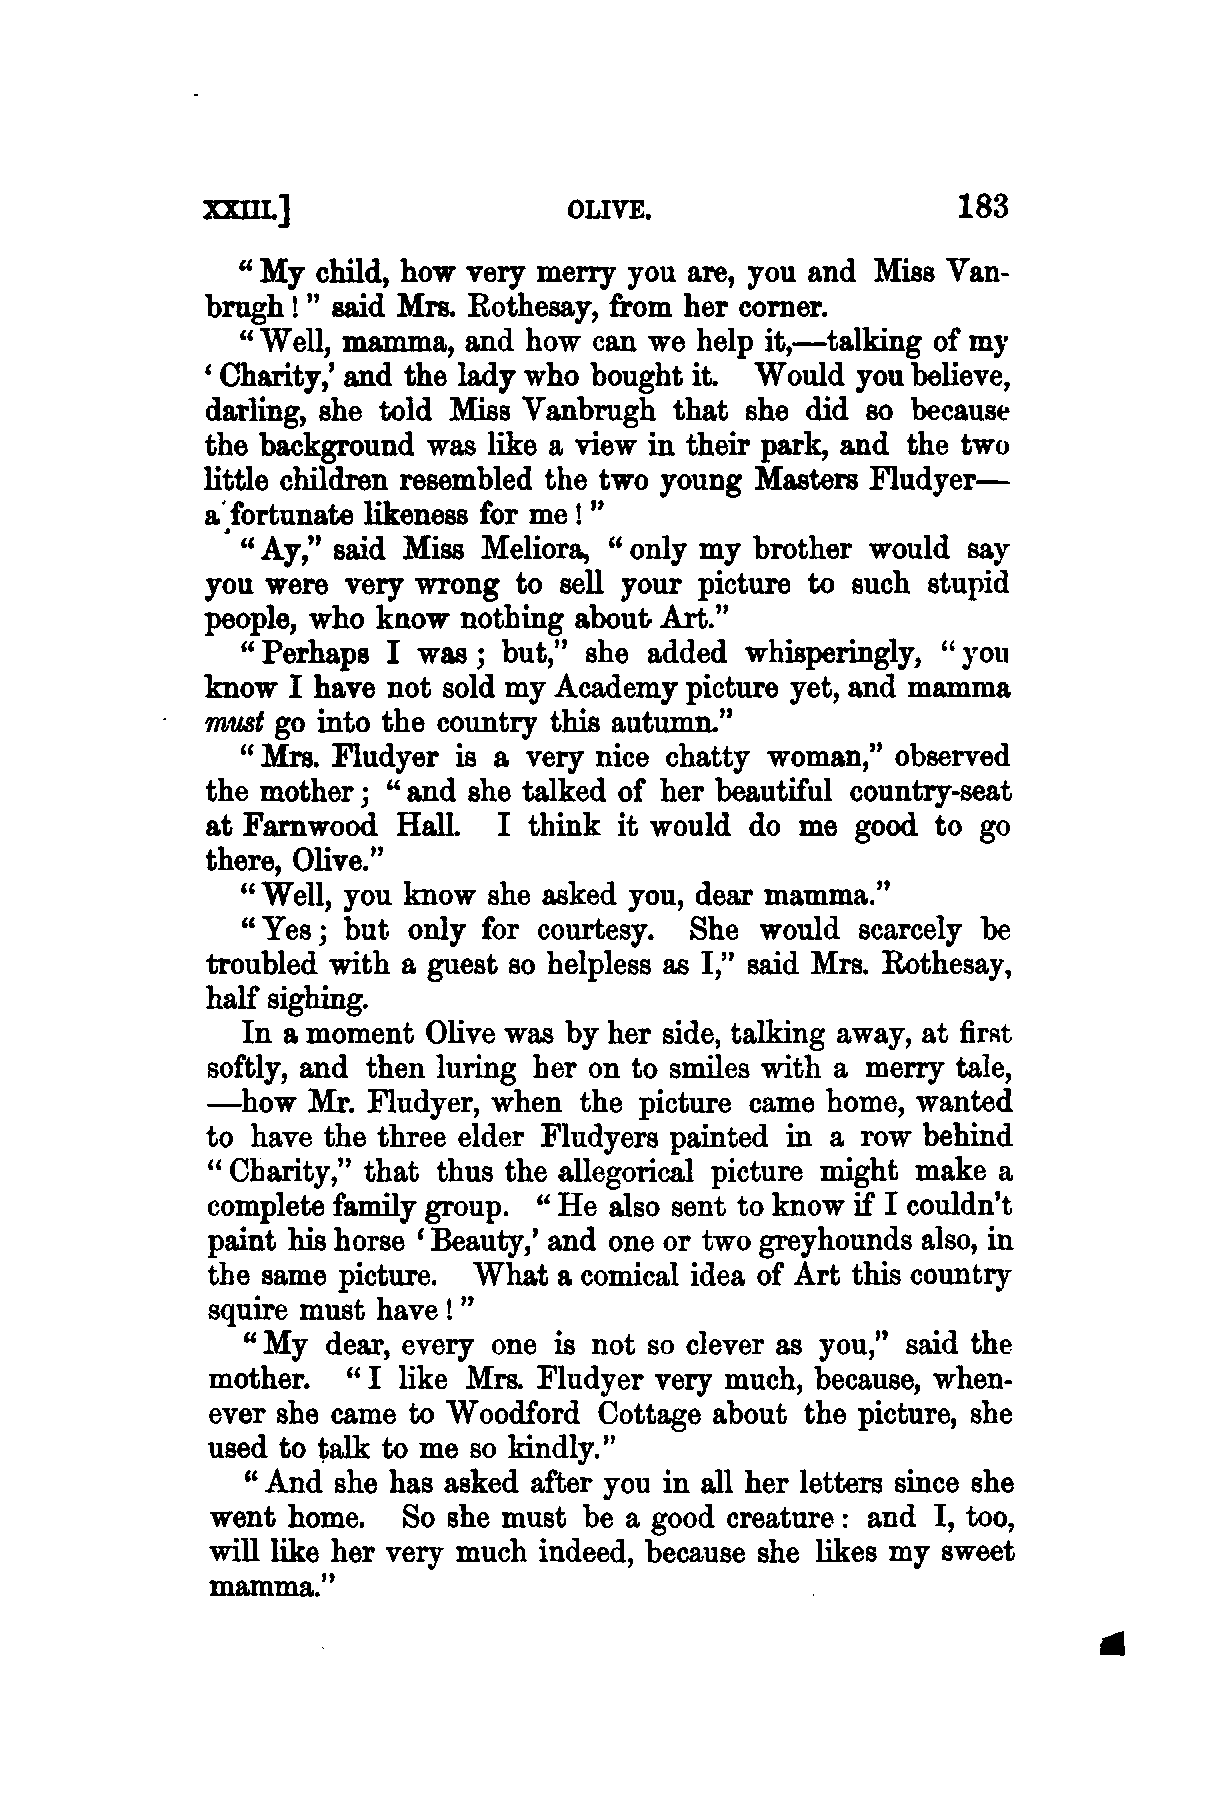 XXIII.] OLIVE. 183
"My child, how very merry you are, you and Miss Van-
brugh!" said Mrs. Rothesay, from her corner.
"Well, mamma, and how can we help it,—talking of my
'Charity,' and the lady who bought it. Would you believe,
darling, she told Miss Vanbrugh that she did so because
the background was like a view in their park, and the two
little children resembled the two young Masters Fludyer—
a fortunate likeness for me!"
"Ay," said Miss Meliora, "only my brother would say
you were very wrong to sell your picture to such stupid
people, who know nothing about Art."
"Perhaps I was; but," she added whisperingly, "you
know I have not sold my Academy picture yet, and mamma
must go into the country this autumn."
"Mrs. Fludyer is a very nice chatty woman," observed
the mother; "and she talked of her beautiful country-seat
at Farnwood Hall. I think it would do me good to go
there, Olive."
"Well, you know she asked you, dear mamma."
"Yes; but only for courtesy. She would scarcely be
troubled with a guest so helpless as I," said Mrs. Rothesay,
half sighing.
In a moment Olive was by her side, talking away, at first
softly, and then luring her on to smiles with a merry tale,
—how Mr. Fludyer, when the picture came home, wanted
to have the three elder Fludyers painted in a row behind
"Charity," that thus the allegorical picture might make a
complete family group. "He also sent to know if I couldn't
paint his horse 'Beauty,' and one or two greyhounds also, in
the same picture. What a comical idea of Art this country
squire must have!"
"My dear, every one is not so clever as you," said the
mother. "I like Mrs. Fludyer very much, because, when-
ever she came to Woodford Cottage about the picture, she
used to talk to me so kindly."
"And she has asked after you in all her letters since she
went home. So she must be a good creature: and I, too,
will like her very much indeed, because she likes my sweet
mamma."